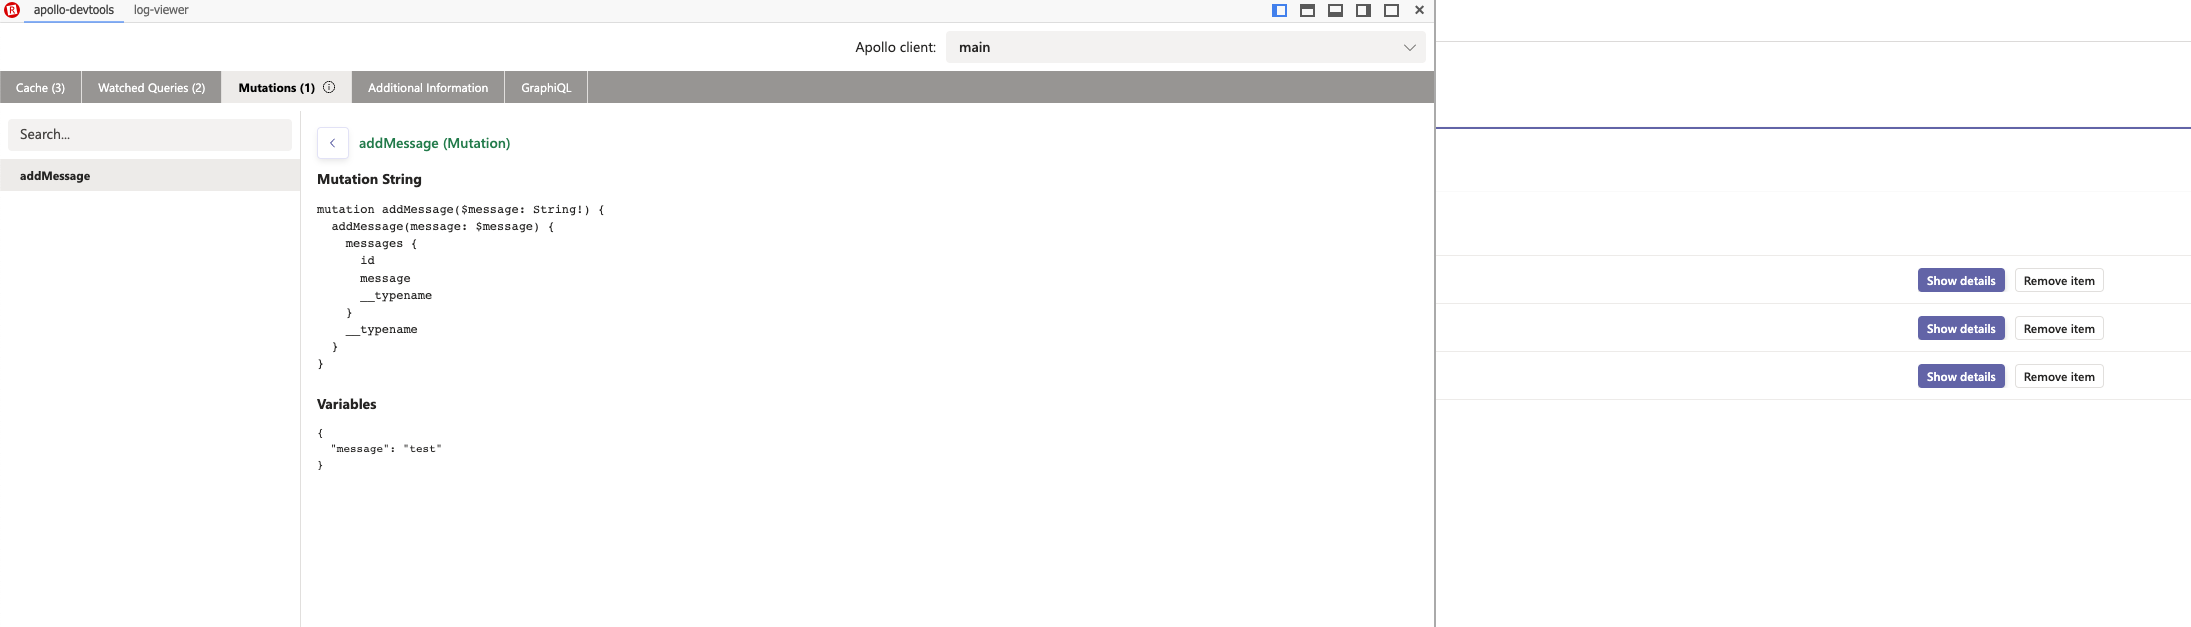 apollo-devtools log-viewer
Apollo client: main
Cache (3) Watched Queries (2) Mutations (1) Additional Information GraphiQL
Search...
addMessage
addMessage (Mutation)
Mutation String
mutation addMessage($message: String!) {
  addMessage(message: $message) {
    messages {
      id
      message
      __typename
    }
    __typename
  }
}
Variables
{
  "message": "test"
}
Show details Remove item
Show details Remove item
Show details Remove item